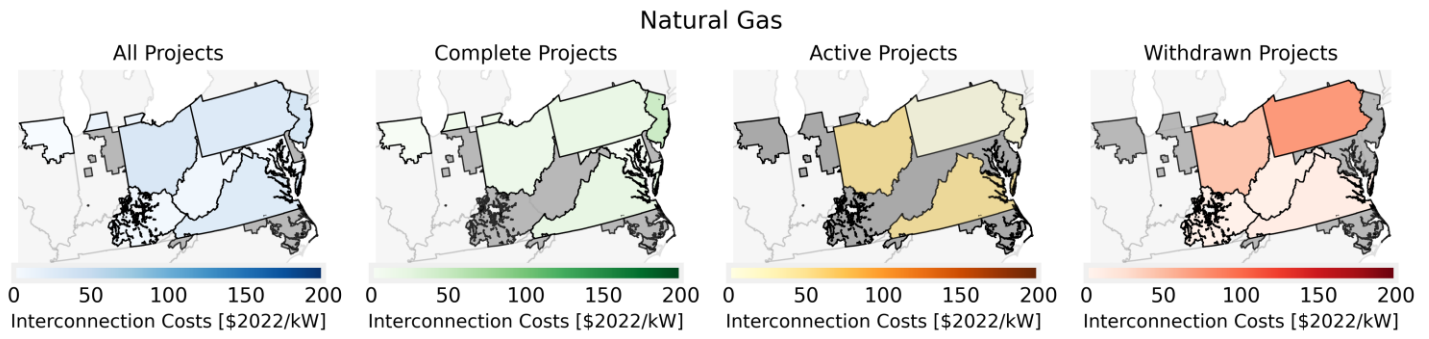 Natural Gas
All Projects
Complete Projects
Active Projects
Withdrawn Projects
0 50 100 150 200
0 50 100 150 200
0 50 100 150 200
0 50 100 150 200
Interconnection Costs [$2022/kW]
Interconnection Costs [$2022/kW]
Interconnection Costs [$2022/kW]
Interconnection Costs [$2022/kW]